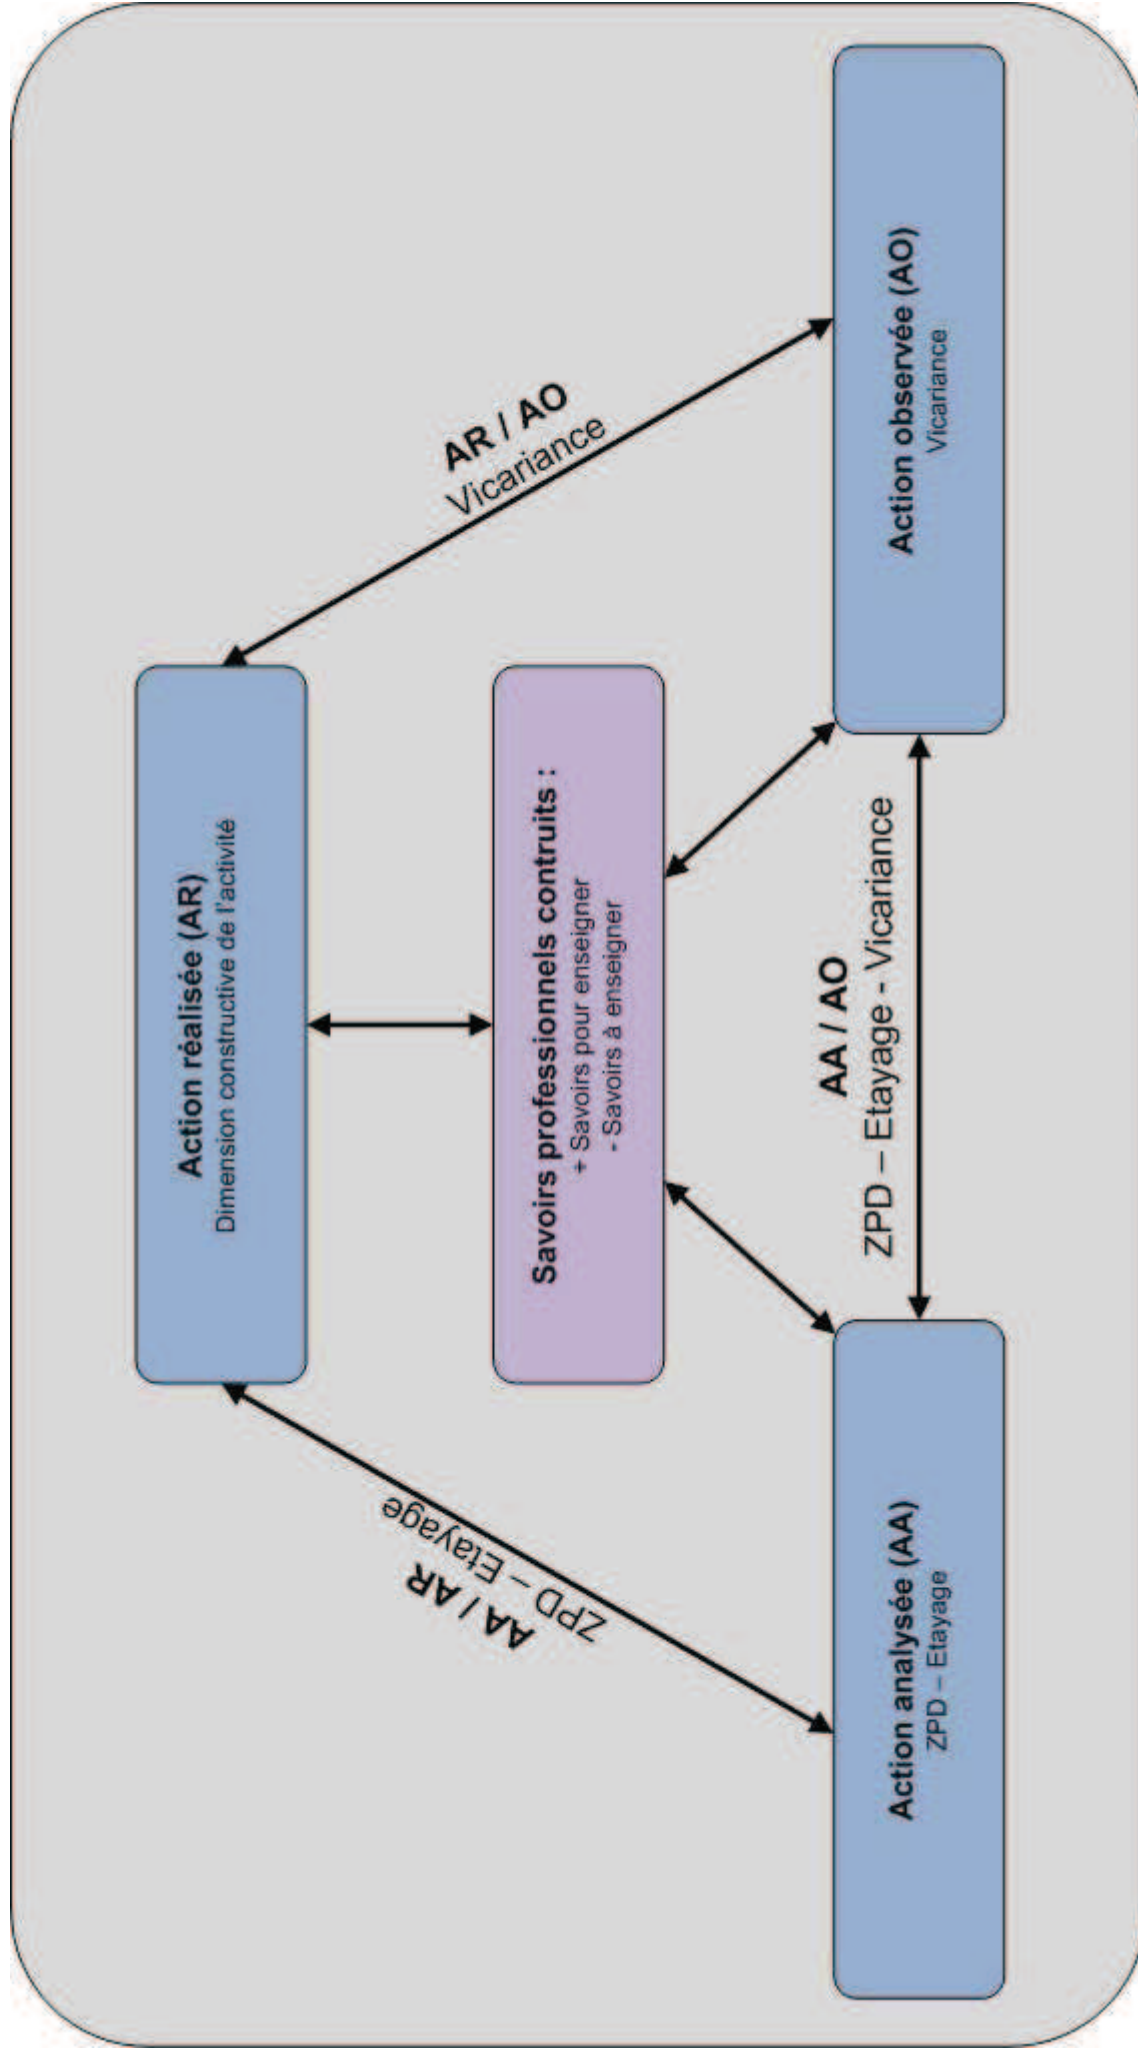 Action réalisée (AR)
Dimension constructive de l'activité
AA / AR
ZPD – Etayage
AR / AO
Vicariance
Savoirs professionnels contruits :
+ Savoirs pour enseigner
- Savoirs à enseigner
AA / AO
ZPD – Etayage - Vicariance
Action analysée (AA)
ZPD – Etayage
Action observée (AO)
Vicariance